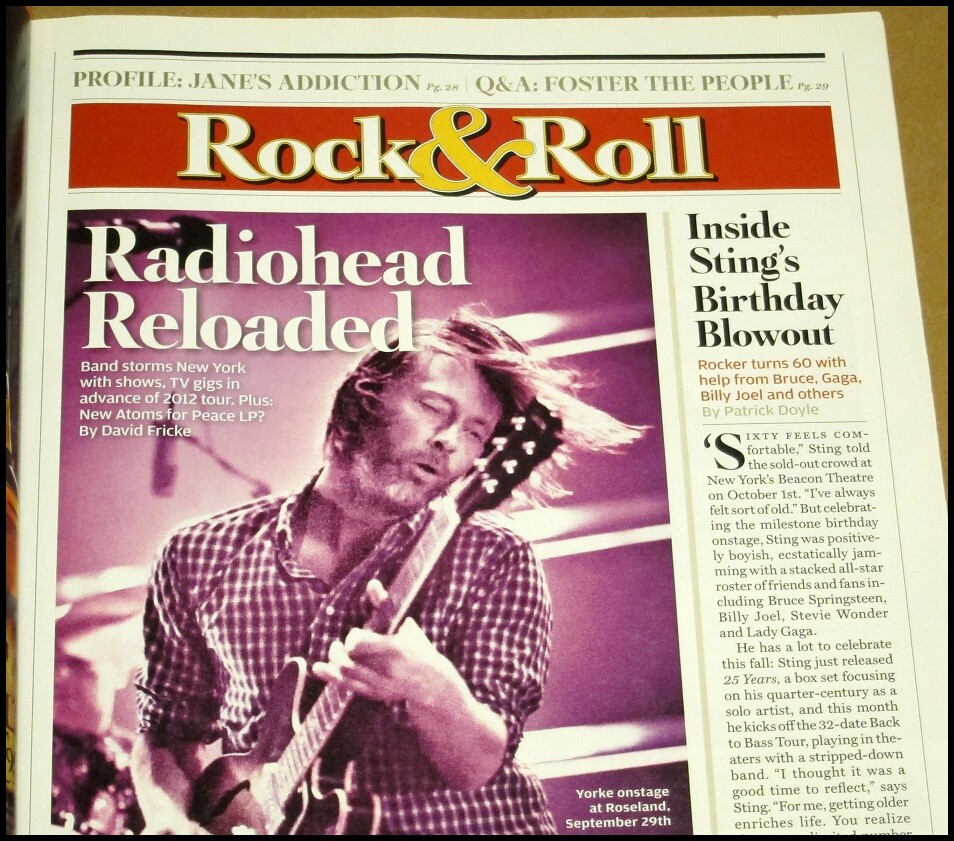 PROFILE: JANE'S ADDICTION Pg. 28 | Q&A: FOSTER THE PEOPLE Pg. 29
Rock&Roll
Radiohead
Reloaded
Band storms New York
with shows, TV gigs in
advance of 2012 tour. Plus:
New Atoms for Peace LP?
By David Fricke
Yorke onstage
at Roseland,
September 29th
Inside
Sting's
Birthday
Blowout
Rocker turns 60 with
help from Bruce, Gaga,
Billy Joel and others
By Patrick Doyle
‘SIXTY FEELS COM-
fortable,” Sting told
the sold-out crowd at
New York's Beacon Theatre
on October 1st. “I've always
felt sort of old.” But celebrat-
ing the milestone birthday
onstage, Sting was positive-
ly boyish, ecstatically jam-
ming with a stacked all-star
roster of friends and fans in-
cluding Bruce Springsteen,
Billy Joel, Stevie Wonder
and Lady Gaga.
He has a lot to celebrate
this fall: Sting just released
25 Years, a box set focusing
on his quarter-century as a
solo artist, and this month
he kicks off the 32-date Back
to Bass Tour, playing in the-
aters with a stripped-down
band. “I thought it was a
good time to reflect,” says
Sting. “For me, getting older
enriches life. You realize